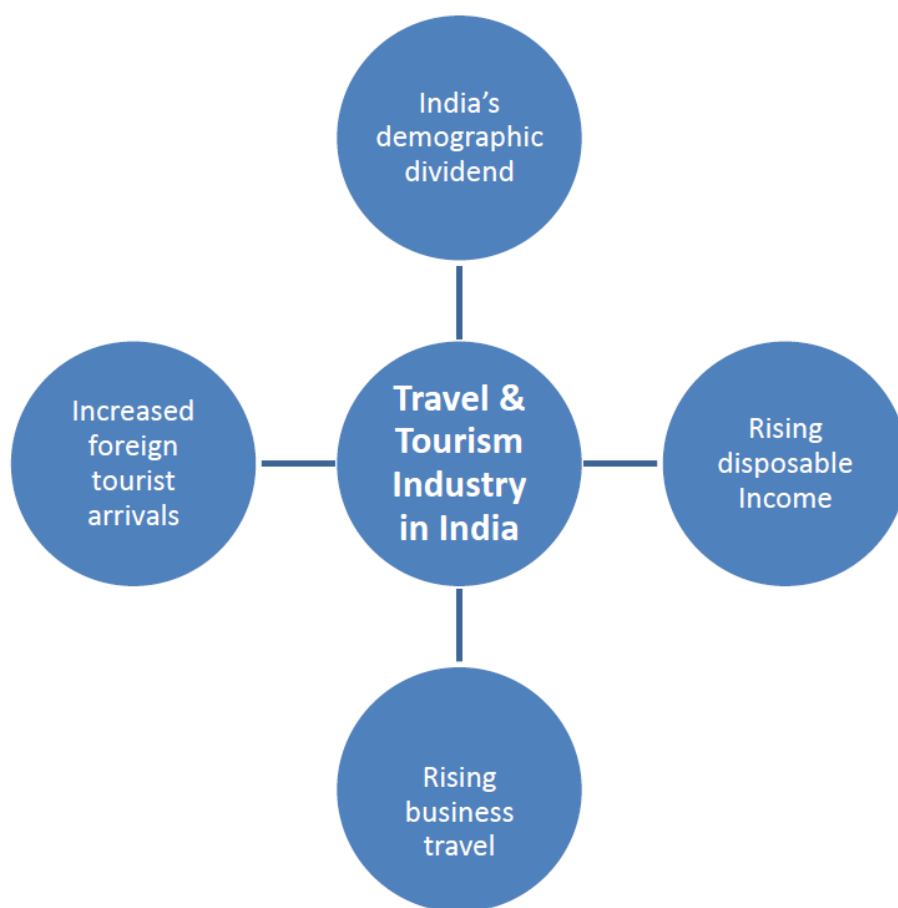 India’s
demographic
dividend
Increased
foreign
tourist
arrivals
Travel &
Tourism
Industry
in India
Rising
disposable
Income
Rising
business
travel